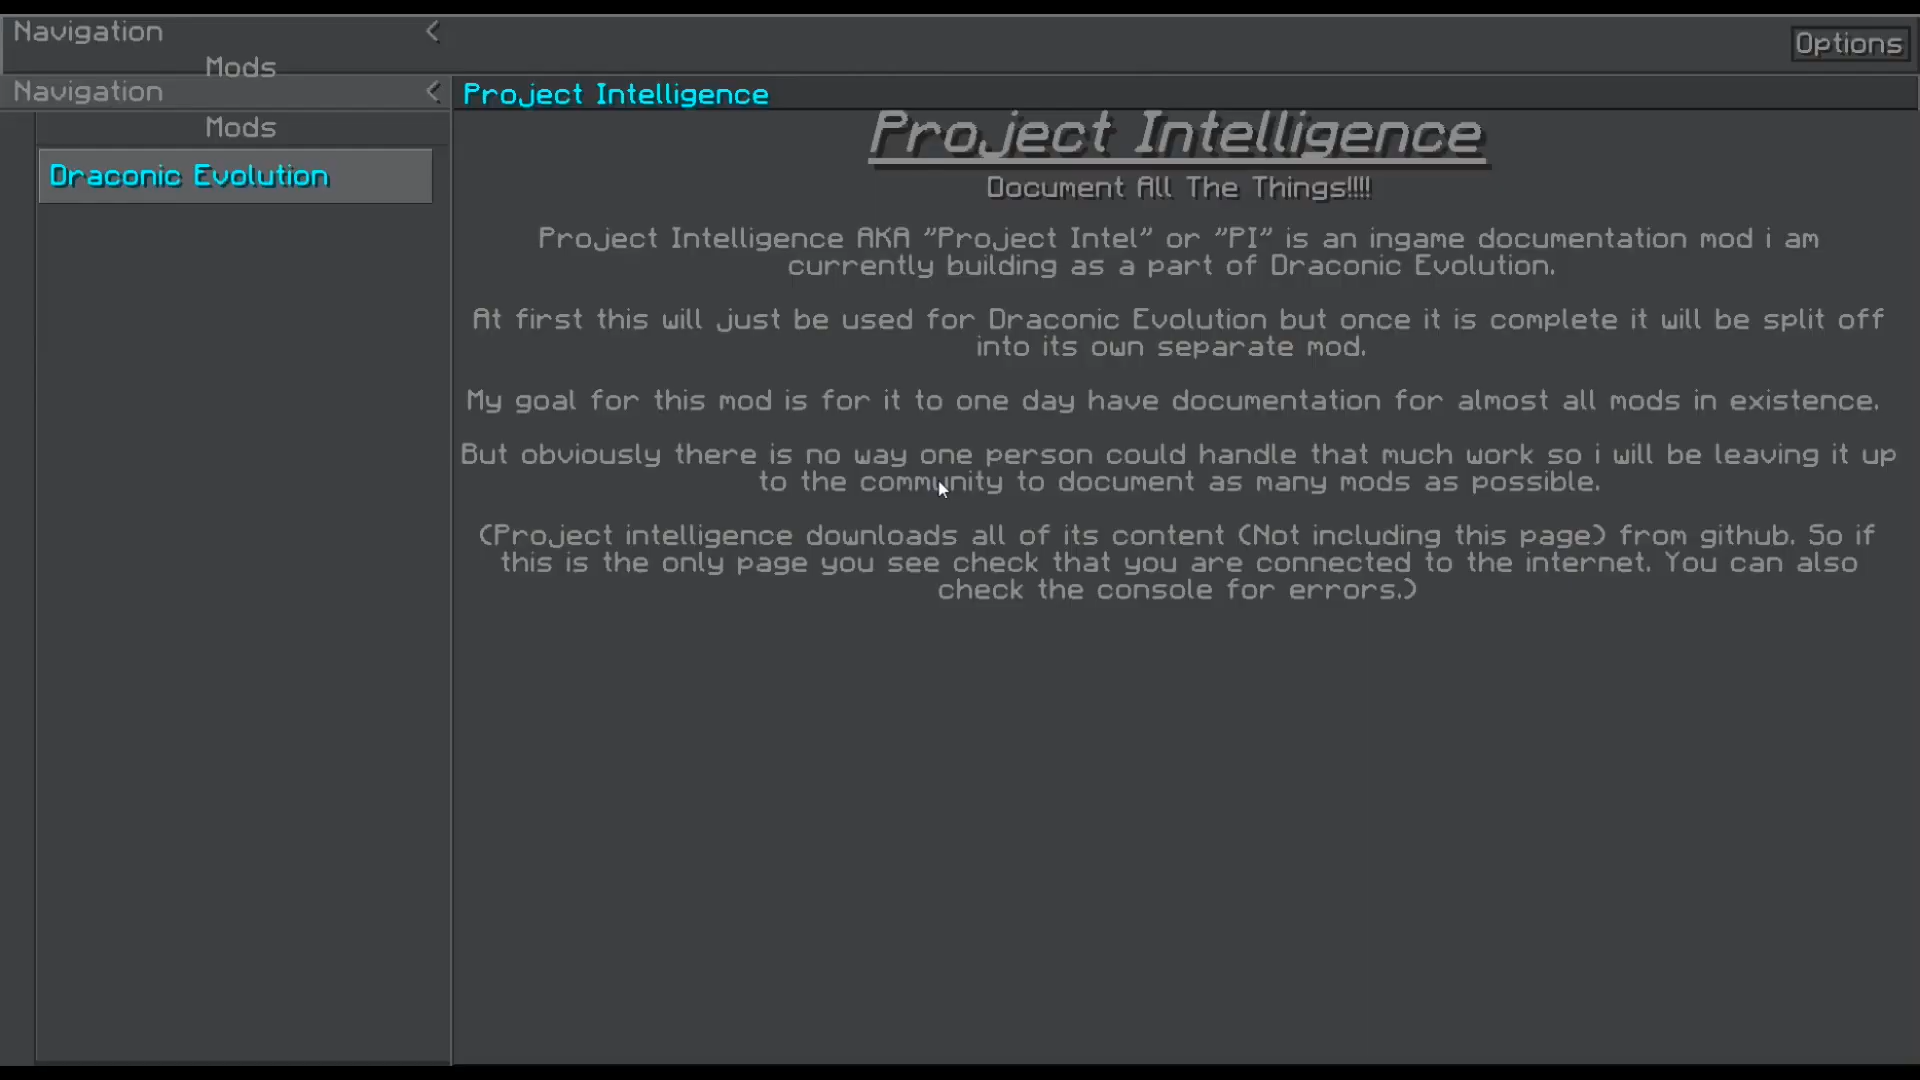 Navigation <
Options
Mods
Navigation <
Project Intelligence
Mods
Draconic Evolution
Project Intelligence
Document All The Things!!!!
Project Intelligence AKA "Project Intel" or "PI" is an ingame documentation mod i am
currently building as a part of Draconic Evolution.
At first this will just be used for Draconic Evolution but once it is complete it will be split off
into its own separate mod.
My goal for this mod is for it to one day have documentation for almost all mods in existence.
But obviously there is no way one person could handle that much work so i will be leaving it up
to the community to document as many mods as possible.
(Project intelligence downloads all of its content (Not including this page) from github. So if
this is the only page you see check that you are connected to the internet. You can also
check the console for errors.)